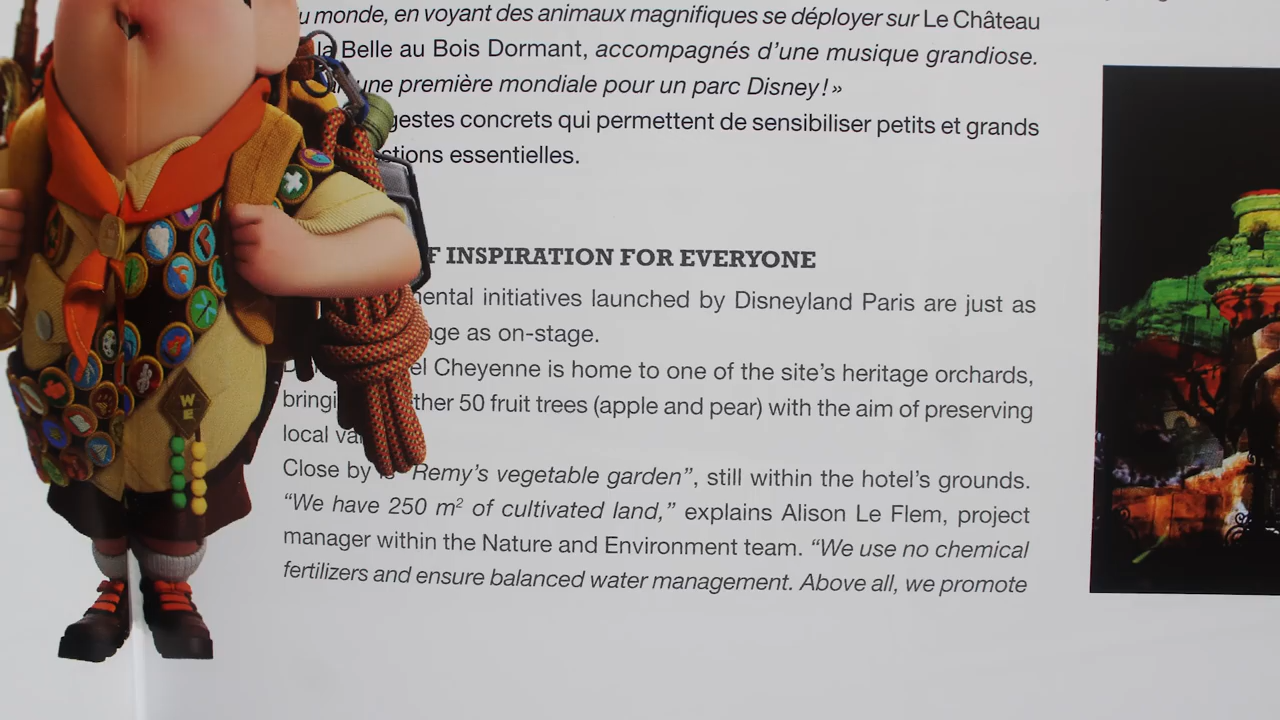 u monde, en voyant des animaux magnifiques se déployer sur Le Château
la Belle au Bois Dormant, accompagnés d'une musique grandiose.
une première mondiale pour un parc Disney ! »
gestes concrets qui permettent de sensibiliser petits et grands
stions essentielles.
F INSPIRATION FOR EVERYONE
mental initiatives launched by Disneyland Paris are just as
age as on-stage.
el Cheyenne is home to one of the site's heritage orchards,
bringi ther 50 fruit trees (apple and pear) with the aim of preserving
local va
Close by is "Remy's vegetable garden", still within the hotel's grounds.
"We have 250 m² of cultivated land," explains Alison Le Flem, project
manager within the Nature and Environment team. "We use no chemical
fertilizers and ensure balanced water management. Above all, we promote
WE